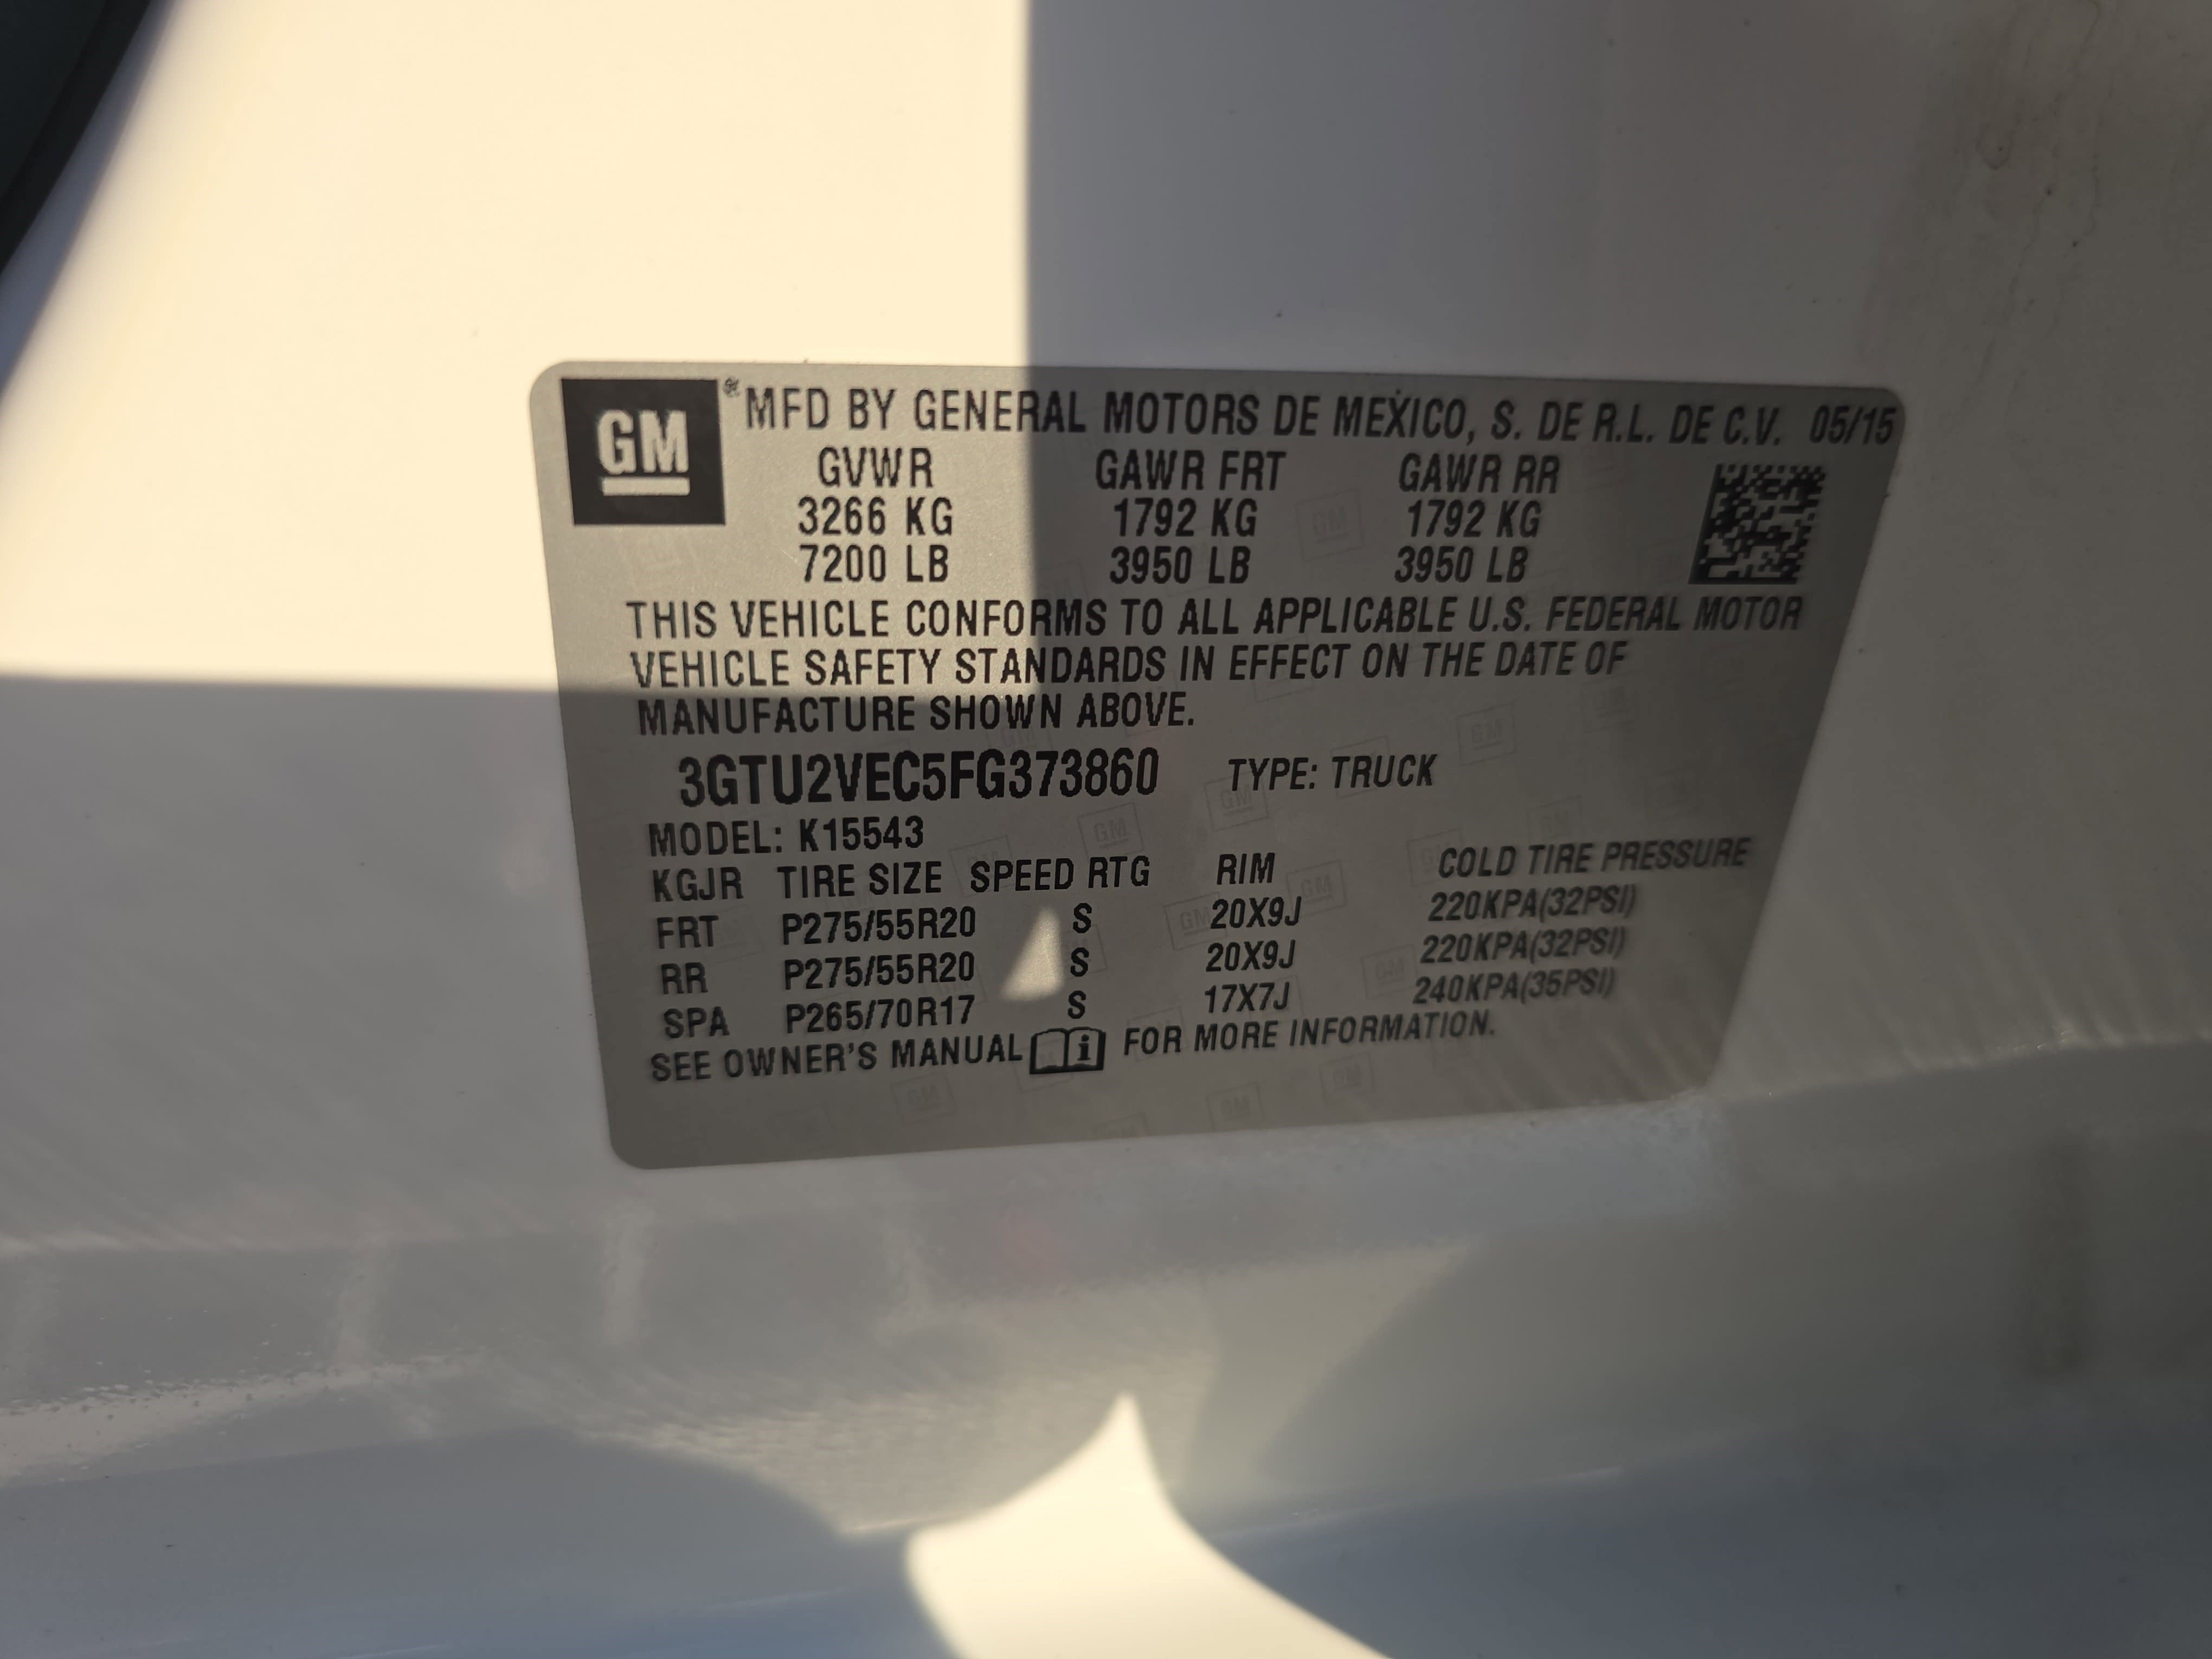 GM ® MFD BY GENERAL MOTORS DE MEXICO, S. DE R.L. DE C.V. 05/15
GVWR GAWR FRT GAWR RR
3266 KG 1792 KG 1792 KG
7200 LB 3950 LB 3950 LB
THIS VEHICLE CONFORMS TO ALL APPLICABLE U.S. FEDERAL MOTOR
VEHICLE SAFETY STANDARDS IN EFFECT ON THE DATE OF
MANUFACTURE SHOWN ABOVE.
3GTU2VEC5FG373860 TYPE: TRUCK
MODEL: K15543
KGJR TIRE SIZE SPEED RTG RIM COLD TIRE PRESSURE
FRT P275/55R20 S 20X9J 220KPA(32PSI)
RR P275/55R20 S 20X9J 220KPA(32PSI)
SPA P265/70R17 S 17X7J 240KPA(35PSI)
SEE OWNER'S MANUAL i FOR MORE INFORMATION.